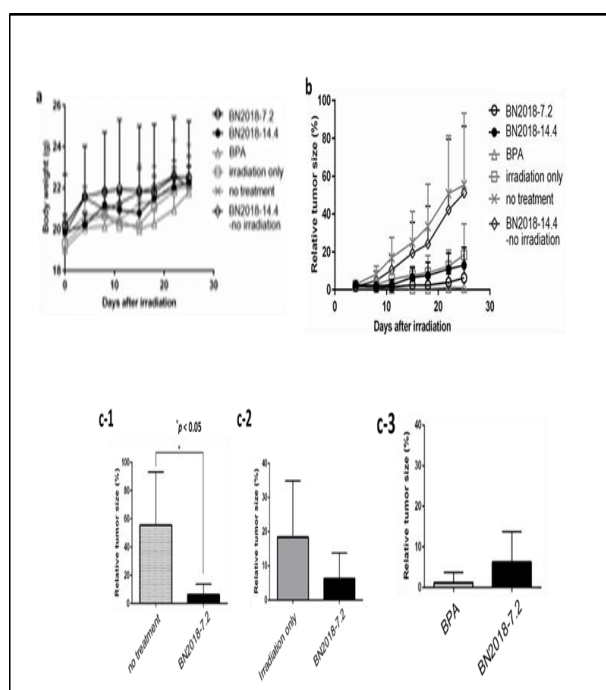 a
26
24
22
20
18
Body weight (g)
0
10
20
30
Days after irradiation
BN2018-7.2
BN2018-14.4
BPA
irradiation only
no treatment
BN2018-14.4
-no irradiation
b
100
80
60
40
20
0
Relative tumor size (%)
0
10
20
30
Days after irradiation
BN2018-7.2
BN2018-14.4
BPA
irradiation only
no treatment
BN2018-14.4
-no irradiation
c-1
*p < 0.05
*
100
80
60
40
20
0
Relative tumor size (%)
no treatment
BN2018-7.2
c-2
40
30
20
10
0
Relative tumor size (%)
Irradiation only
BN2018-7.2
c-3
40
30
20
10
0
Relative tumor size (%)
BPA
BN2018-7.2